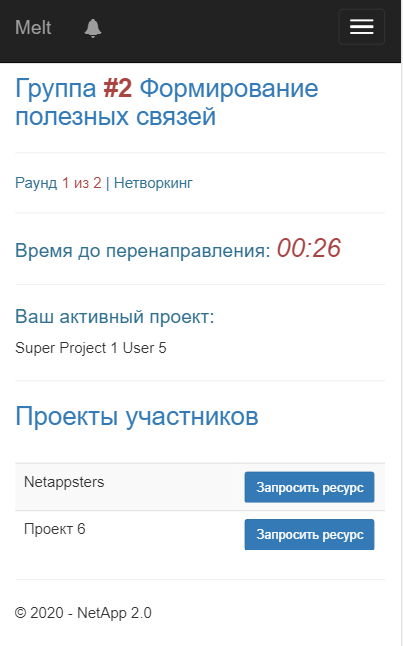 Melt
Группа #2 Формирование
полезных связей
Раунд 1 из 2 | Нетворкинг
Время до перенаправления: 00:26
Ваш активный проект:
Super Project 1 User 5
Проекты участников
Netappsters Запросить ресурс
Проект 6 Запросить ресурс
© 2020 - NetApp 2.0